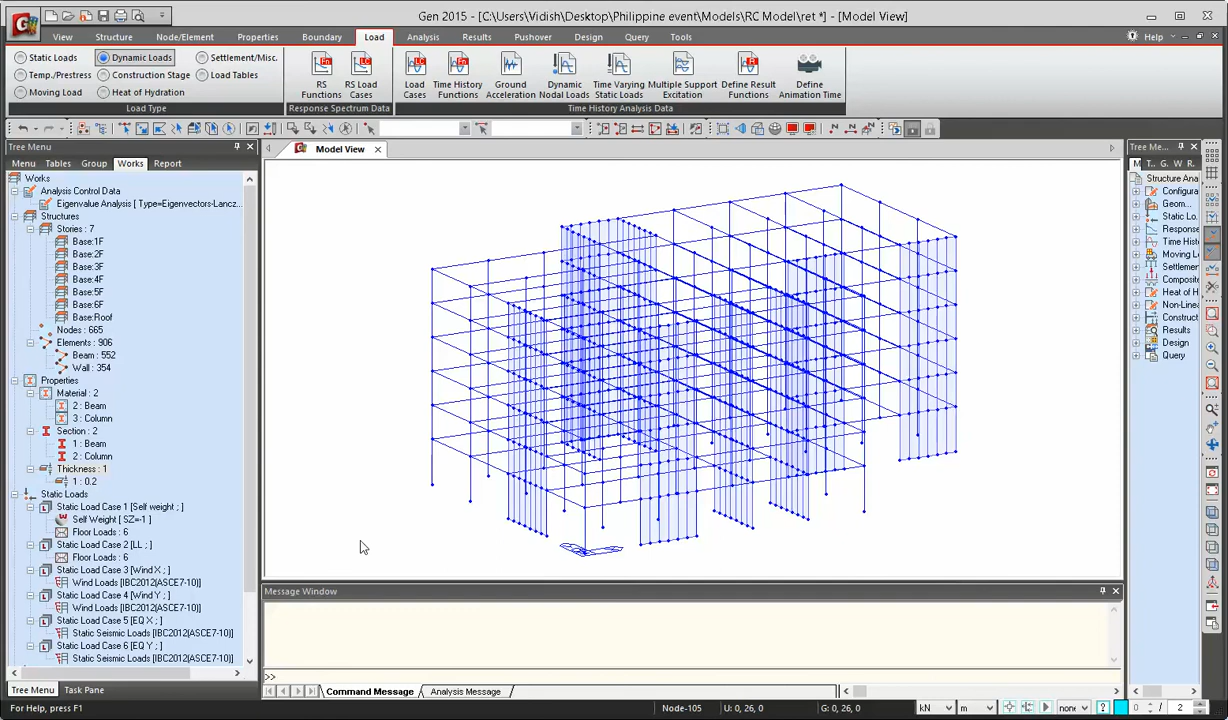 Gen 2015 - [C:\Users\Vidish\Desktop\Philippine event\Models\RC Model\ret *] - [Model View]
View Structure Node/Element Properties Boundary Load Analysis Results Pushover Design Query Tools Help
Static Loads Dynamic Loads Settlement/Misc.
Temp./Prestress Construction Stage Load Tables
Moving Load Heat of Hydration
RS Functions
RS Load Cases
Load Cases
Time History Functions
Ground Acceleration
Dynamic Nodal Loads
Time Varying Static Loads
Multiple Support Excitation
Define Result Functions
Define Animation Time
Load Type Response Spectrum Data Time History Analysis Data
Tree Menu
Menu Tables Group Works Report
Works
Analysis Control Data
Eigenvalue Analysis [ Type=Eigenvectors-Lancz...
Structures
Stories : 7
Base:1F
Base:2F
Base:3F
Base:4F
Base:5F
Base:6F
Base:Roof
Nodes : 665
Elements : 906
Beam : 552
Wall : 354
Properties
Material : 2
2 : Beam
3 : Column
Section : 2
1 : Beam
2 : Column
Thickness : 1
1 : 0.2
Static Loads
Static Load Case 1 [Self weight ; ]
Self Weight [ SZ=-1 ]
Floor Loads : 6
Static Load Case 2 [LL ; ]
Floor Loads : 6
Static Load Case 3 [Wind X ; ]
Wind Loads [IBC2012(ASCE7-10)]
Static Load Case 4 [Wind Y ; ]
Wind Loads [IBC2012(ASCE7-10)]
Static Load Case 5 [EQ X ; ]
Static Seismic Loads [IBC2012(ASCE7-10)]
Static Load Case 6 [EQ Y ; ]
Static Seismic Loads [IBC2012(ASCE7-10)]
Tree Menu Task Pane
Model View
Message Window
>>
Command Message Analysis Message
Tree Me...
M T.. G. W R.
Structure Ana
Configura
Geom...
Static Lo...
Response
Time Hist
Moving Lo
Settlemen
Composite
Heat of H
Non-Linea
Construct
Results
Design
Query
For Help, press F1
Node-105
U: 0, 26, 0
G: 0, 26, 0
kN
m
none
?
0 / 2